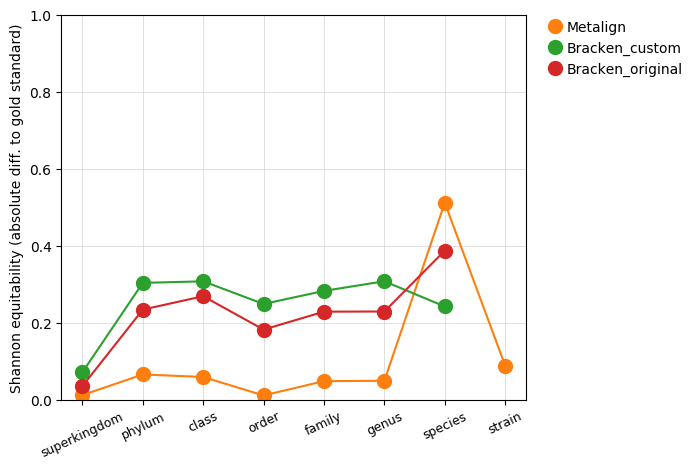 Shannon equitability (absolute diff. to gold standard)
1.0
0.8
0.6
0.4
0.2
0.0
superkingdom
phylum
class
order
family
genus
species
strain
Metalign
Bracken_custom
Bracken_original